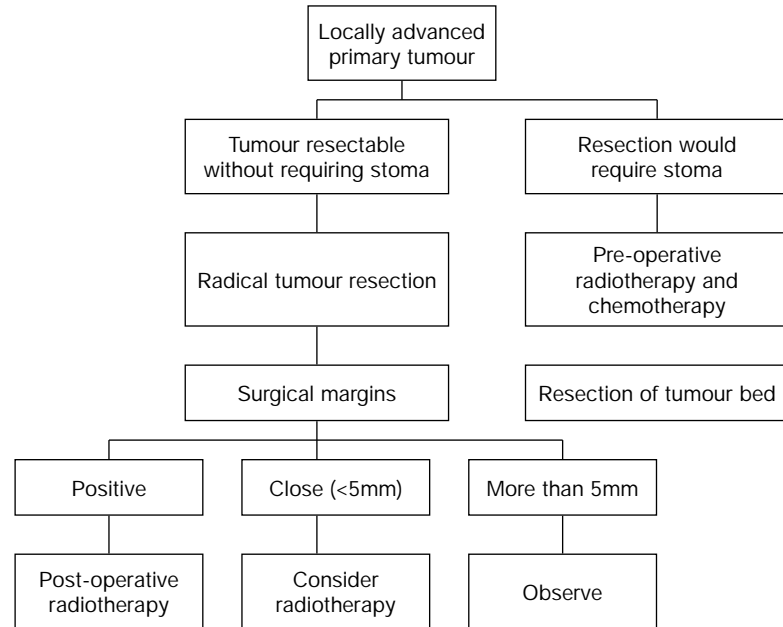 Locally advanced
primary tumour
Tumour resectable
without requiring stoma
Resection would
require stoma
Radical tumour resection
Pre-operative
radiotherapy and
chemotherapy
Surgical margins
Resection of tumour bed
Positive
Close (<5mm)
More than 5mm
Post-operative
radiotherapy
Consider
radiotherapy
Observe